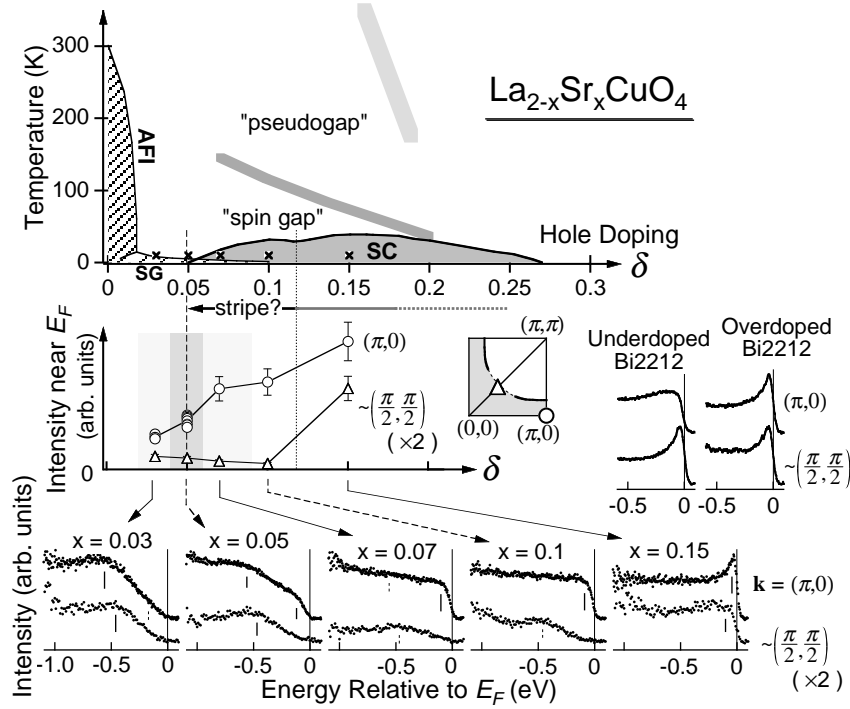 La2-xSrxCuO4
Temperature (K)
300
200
100
0
AFI
"pseudogap"
"spin gap"
SC
SG
Hole Doping
δ
0 0.05 0.1 0.15 0.2 0.3
stripe?
Intensity near EF
(arb. units)
0
(π,0)
~(π/2,π/2)
(×2)
δ
(π,π)
(0,0)
(π,0)
Underdoped
Bi2212
Overdoped
Bi2212
(π,0)
~(π/2,π/2)
-0.5 0 -0.5 0
Intensity (arb. units)
x = 0.03 x = 0.05 x = 0.07 x = 0.1 x = 0.15
k = (π,0)
~(π/2,π/2)
(×2)
-1.0 -0.5 0 -0.5 0 -0.5 0 -0.5 0 -0.5 0
Energy Relative to EF (eV)